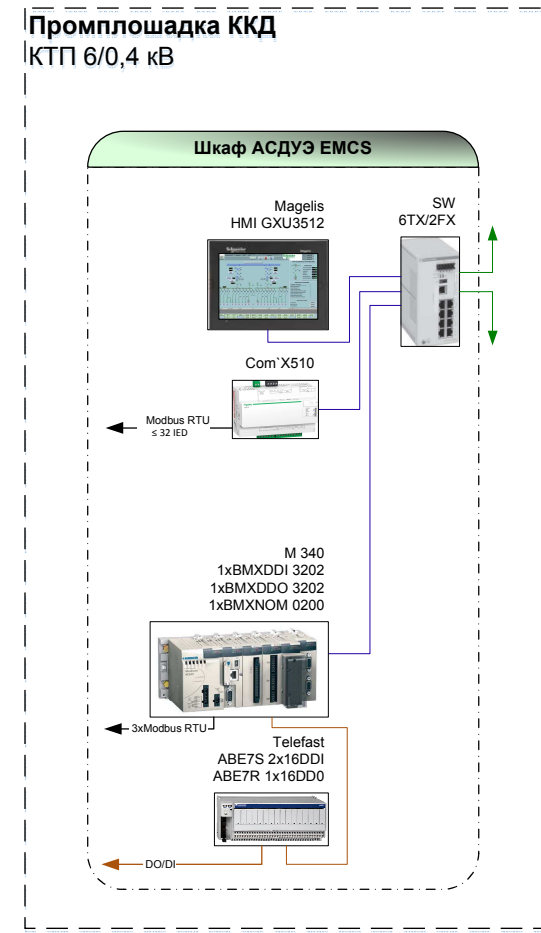 Промплощадка ККД
КТП 6/0,4 кВ
Шкаф АСДУЭ EMCS
Magelis
HMI GXU3512
SW
6TX/2FX
Com`X510
Modbus RTU
≤ 32 IED
M 340
1xBMXDDI 3202
1xBMXDDO 3202
1xBMXNOM 0200
3xModbus RTU
Telefast
ABE7S 2x16DDI
ABE7R 1x16DD0
DO/DI